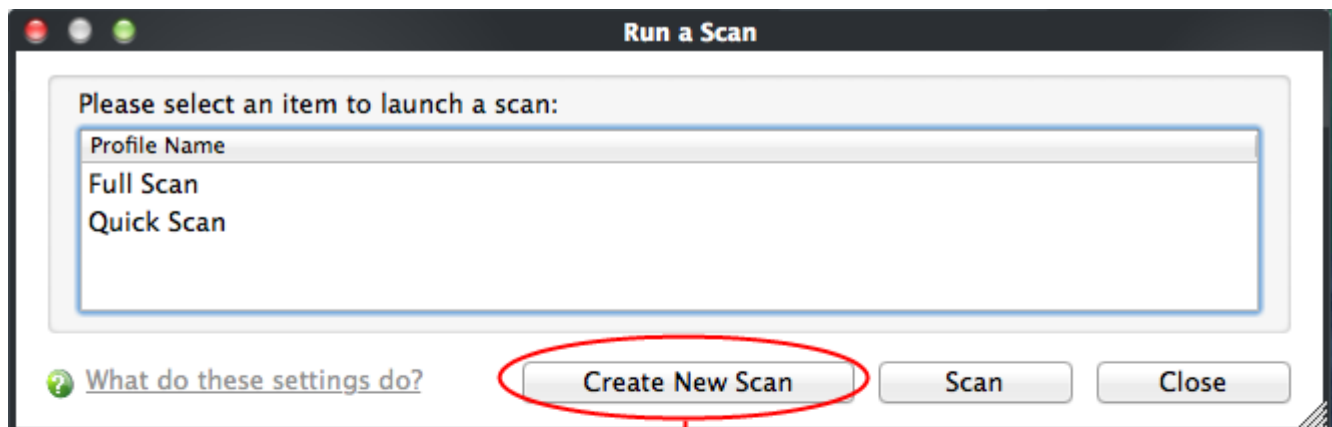 Run a Scan
Please select an item to launch a scan:
Profile Name
Full Scan
Quick Scan
What do these settings do?
Create New Scan
Scan
Close